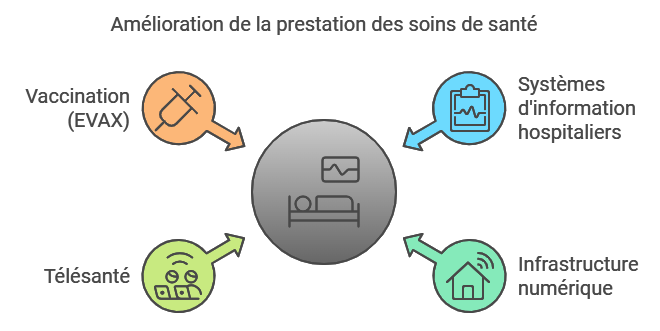 Amélioration de la prestation des soins de santé
Vaccination
(EVAX)
Systèmes
d'information
hospitaliers
Télésanté
Infrastructure
numérique